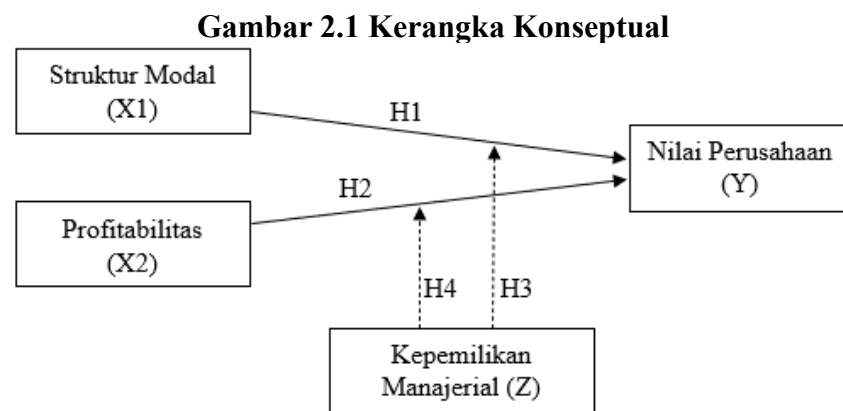 Gambar 2.1 Kerangka Konseptual
Struktur Modal
(X1)
H1
Nilai Perusahaan
(Y)
H2
Profitabilitas
(X2)
H4
H3
Kepemilikan
Manajerial (Z)